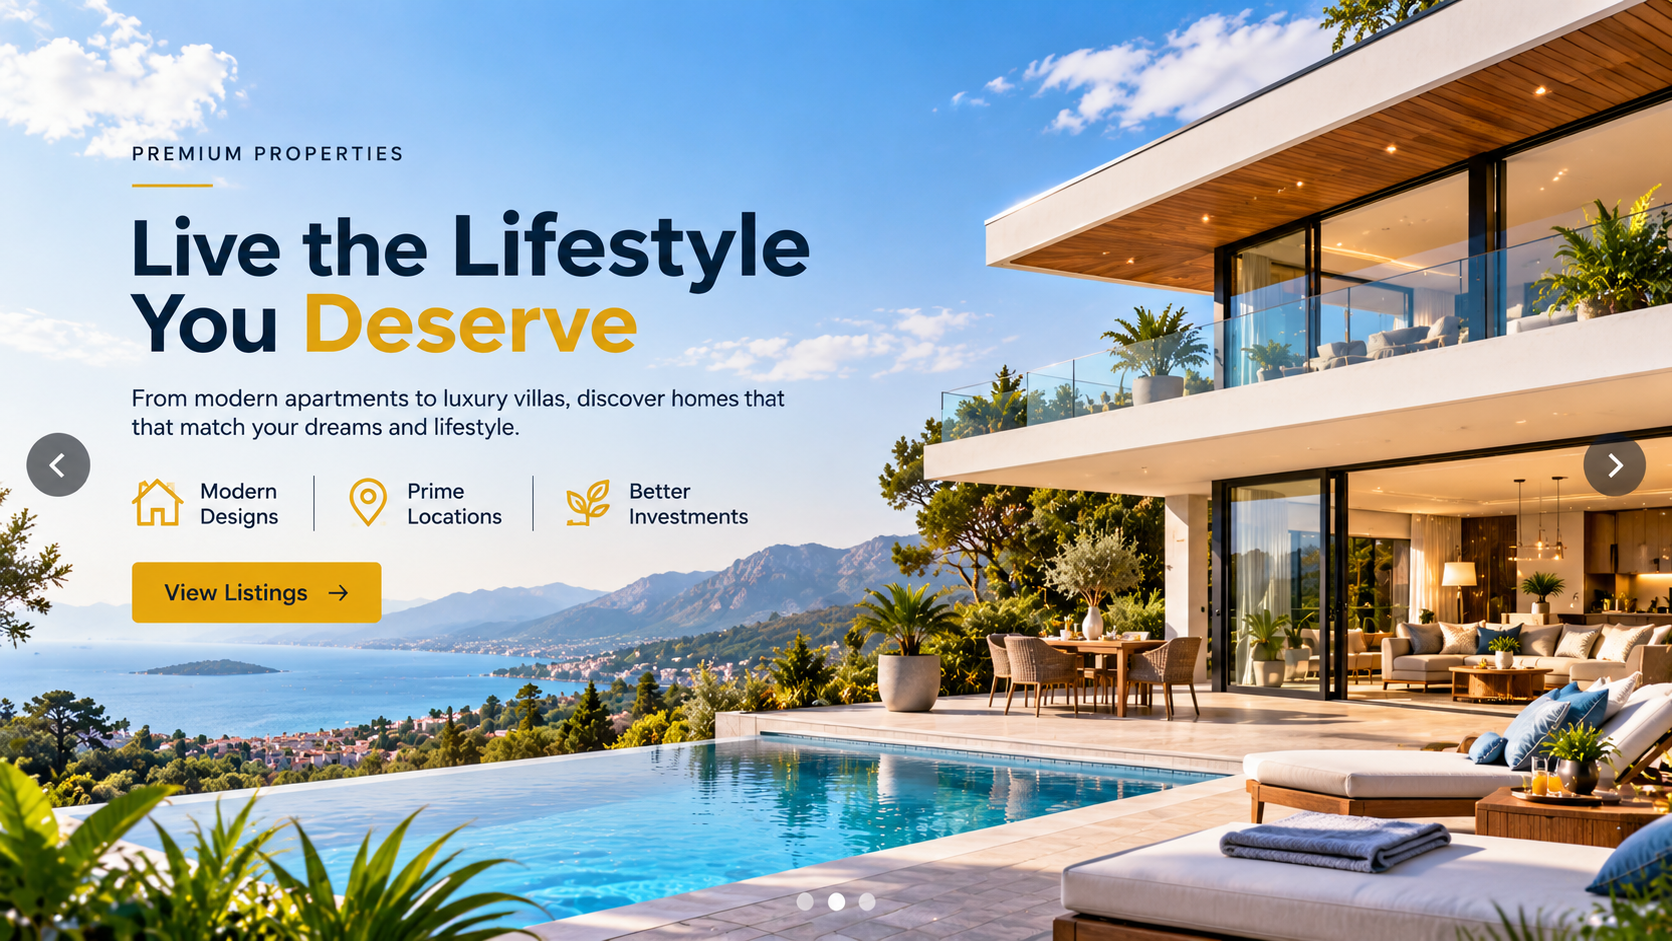 PREMIUM PROPERTIES
Live the Lifestyle
You Deserve
From modern apartments to luxury villas, discover homes that
that match your dreams and lifestyle.
Modern
Designs
Prime
Locations
Better
Investments
View Listings →